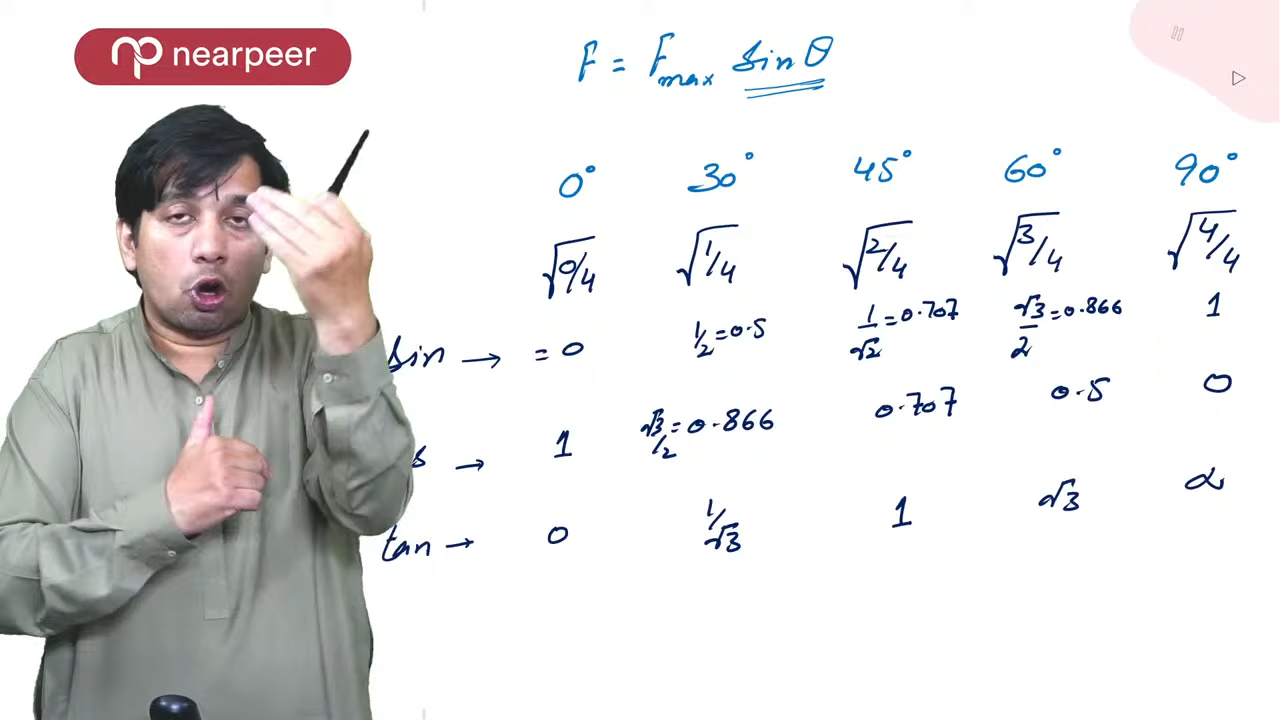 nearpeer
F = Fmax sin θ
0° 30° 45° 60° 90°
√0/4 √1/4 √2/4 √3/4 √4/4
sin → = 0 1/2 = 0.5 1/√2 = 0.707 √3/2 = 0.866 1
s → 1 √3/2 = 0.866 0.707 0.5 0
tan → 0 1/√3 1 √3 α